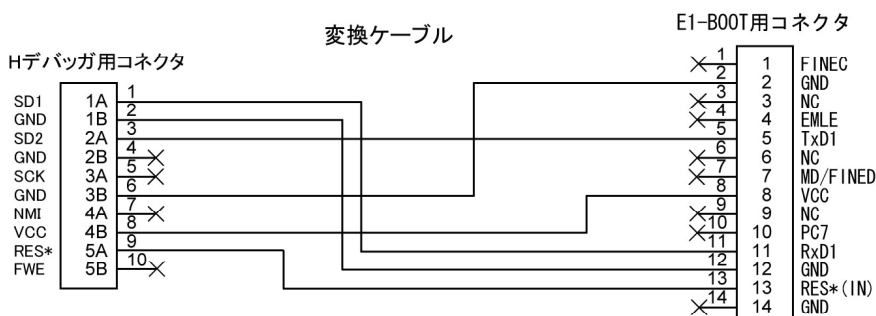 変換ケーブル
E1-BOOT用コネクタ
Hデバッガ用コネクタ
SD1 1A 1
GND 1B 2
SD2 2A 3
GND 2B 4
SCK 3A 5
GND 3B 6
NMI 4A 7
VCC 4B 8
RES* 5A 9
FWE 5B 10
1 1 FINEC
2 2 GND
3 3 NC
4 4 EMLE
5 5 TxD1
6 6 NC
7 7 MD/FINED
8 8 VCC
9 9 NC
10 10 PC7
11 11 RxD1
12 12 GND
13 13 RES*(IN)
14 14 GND